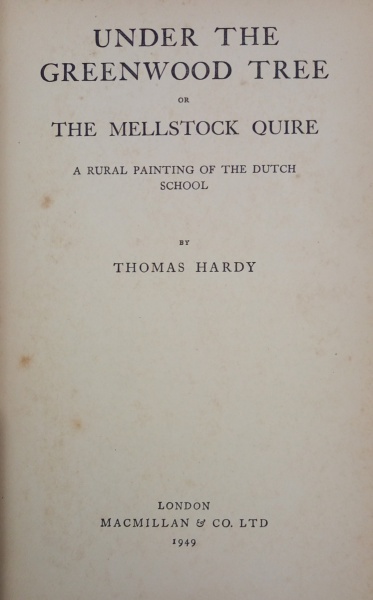 UNDER THE
GREENWOOD TREE
OR
THE MELLSTOCK QUIRE
A RURAL PAINTING OF THE DUTCH
SCHOOL
BY
THOMAS HARDY
LONDON
MACMILLAN & CO. LTD
1949